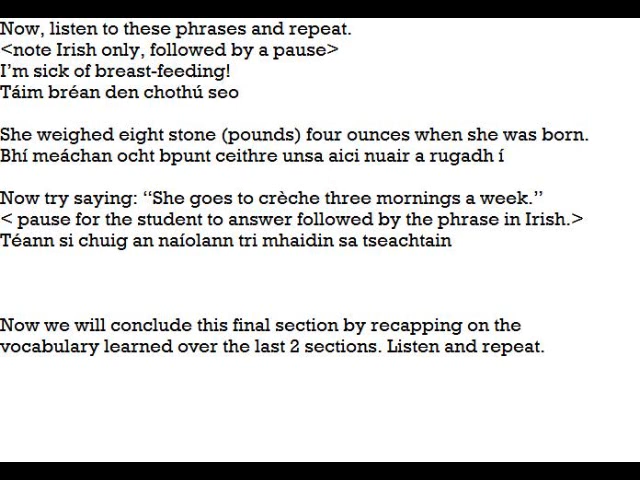 Now, listen to these phrases and repeat.
<note Irish only, followed by a pause>
I’m sick of breast-feeding!
Táim bréan den chothú seo
She weighed eight stone (pounds) four ounces when she was born.
Bhí meáchan ocht bpunt ceithre unsa aici nuair a rugadh í
Now try saying: “She goes to crèche three mornings a week.”
< pause for the student to answer followed by the phrase in Irish.>
Téann si chuig an naíolann tri mhaidin sa tseachtain
Now we will conclude this final section by recapping on the
vocabulary learned over the last 2 sections. Listen and repeat.